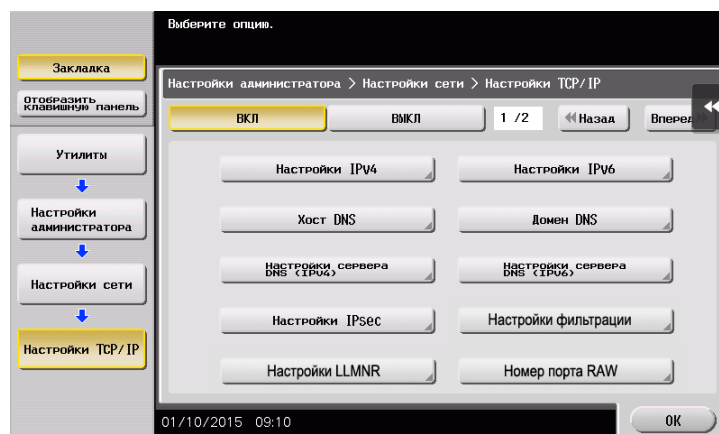 Выберите опцию.
Закладка
Отобразить
клавишную панель
Настройки администратора > Настройки сети > Настройки TCP/IP
ВКЛ
ВЫКЛ
1 /2
Назад
Вперед
Утилиты
Настройки
администратора
Настройки сети
Настройки TCP/IP
Настройки IPv4
Настройки IPv6
Хост DNS
Домен DNS
Настройки сервера
DNS (IPv4)
Настройки сервера
DNS (IPv6)
Настройки IPsec
Настройки фильтрации
Настройки LLMNR
Номер порта RAW
01/10/2015 09:10
OK